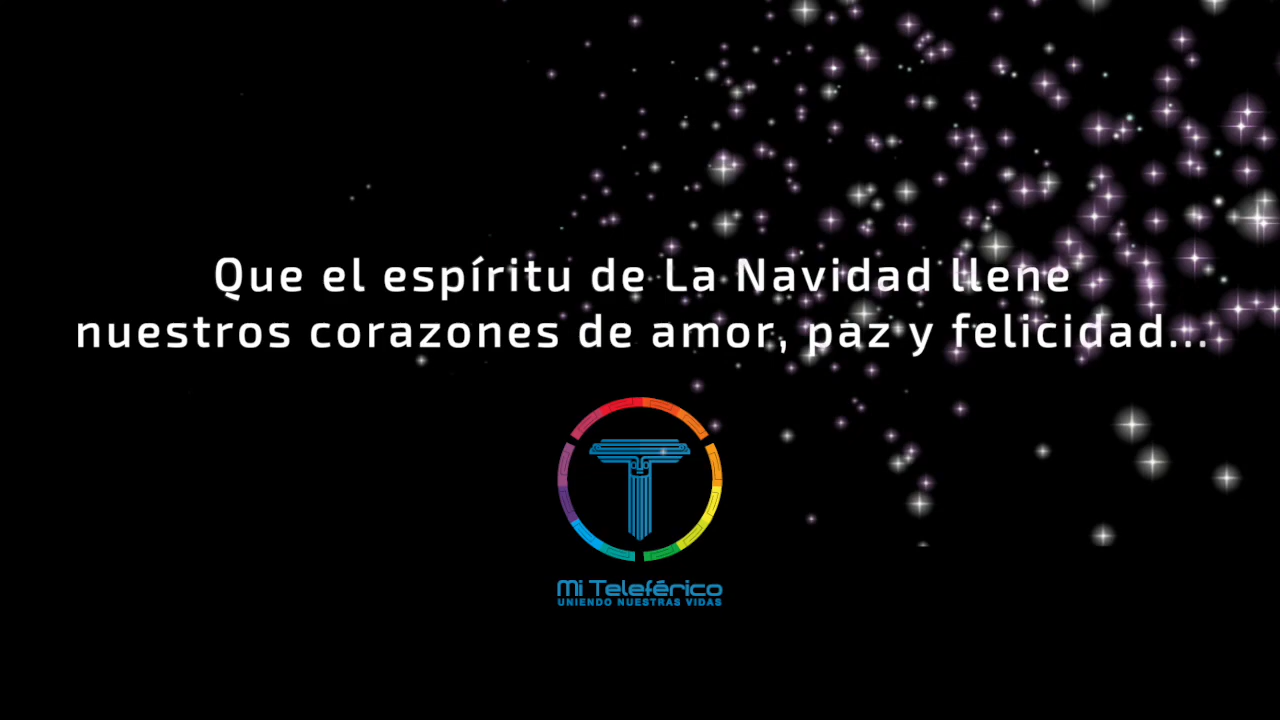 Que el espíritu de La Navidad llene
nuestros corazones de amor, paz y felicidad...
Mi Teleférico
UNIENDO NUESTRAS VIDAS